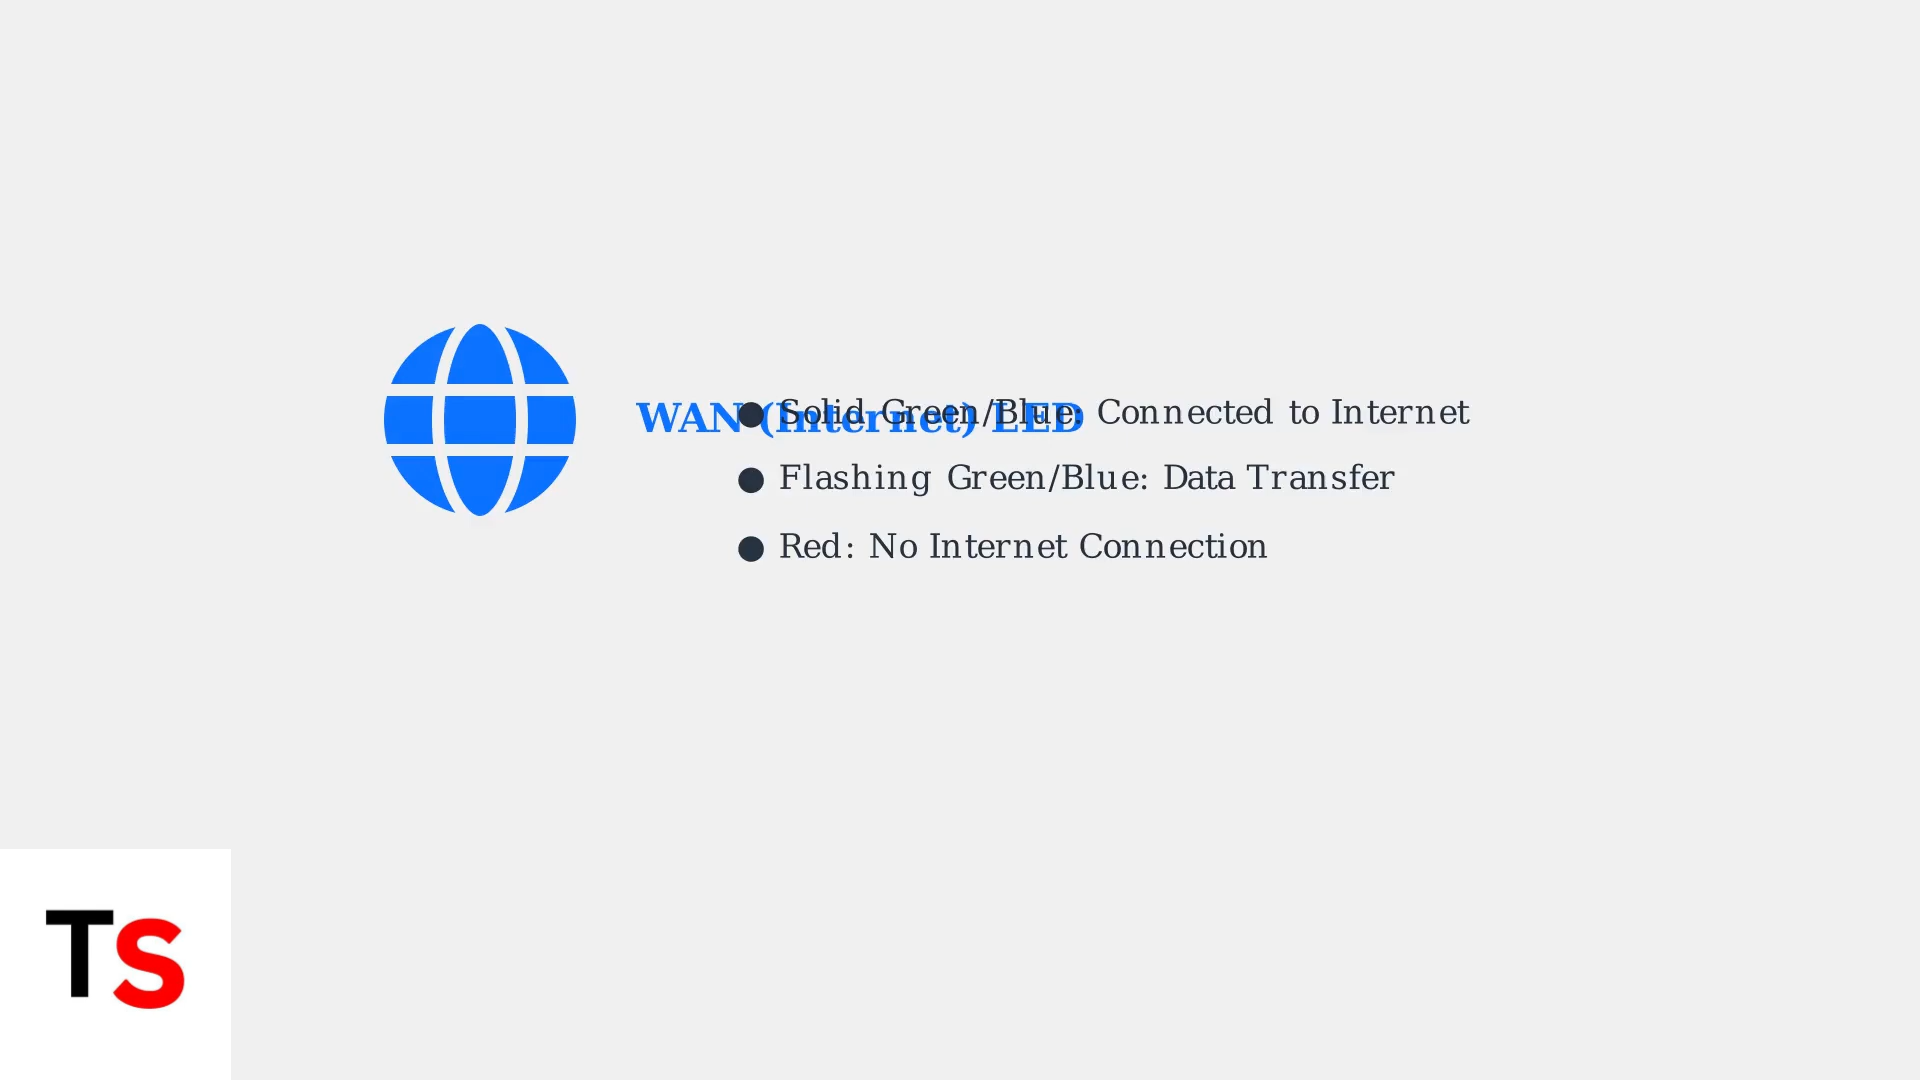 WAN (Internet) LED
● Solid Green/Blue: Connected to Internet
● Flashing Green/Blue: Data Transfer
● Red: No Internet Connection
TS